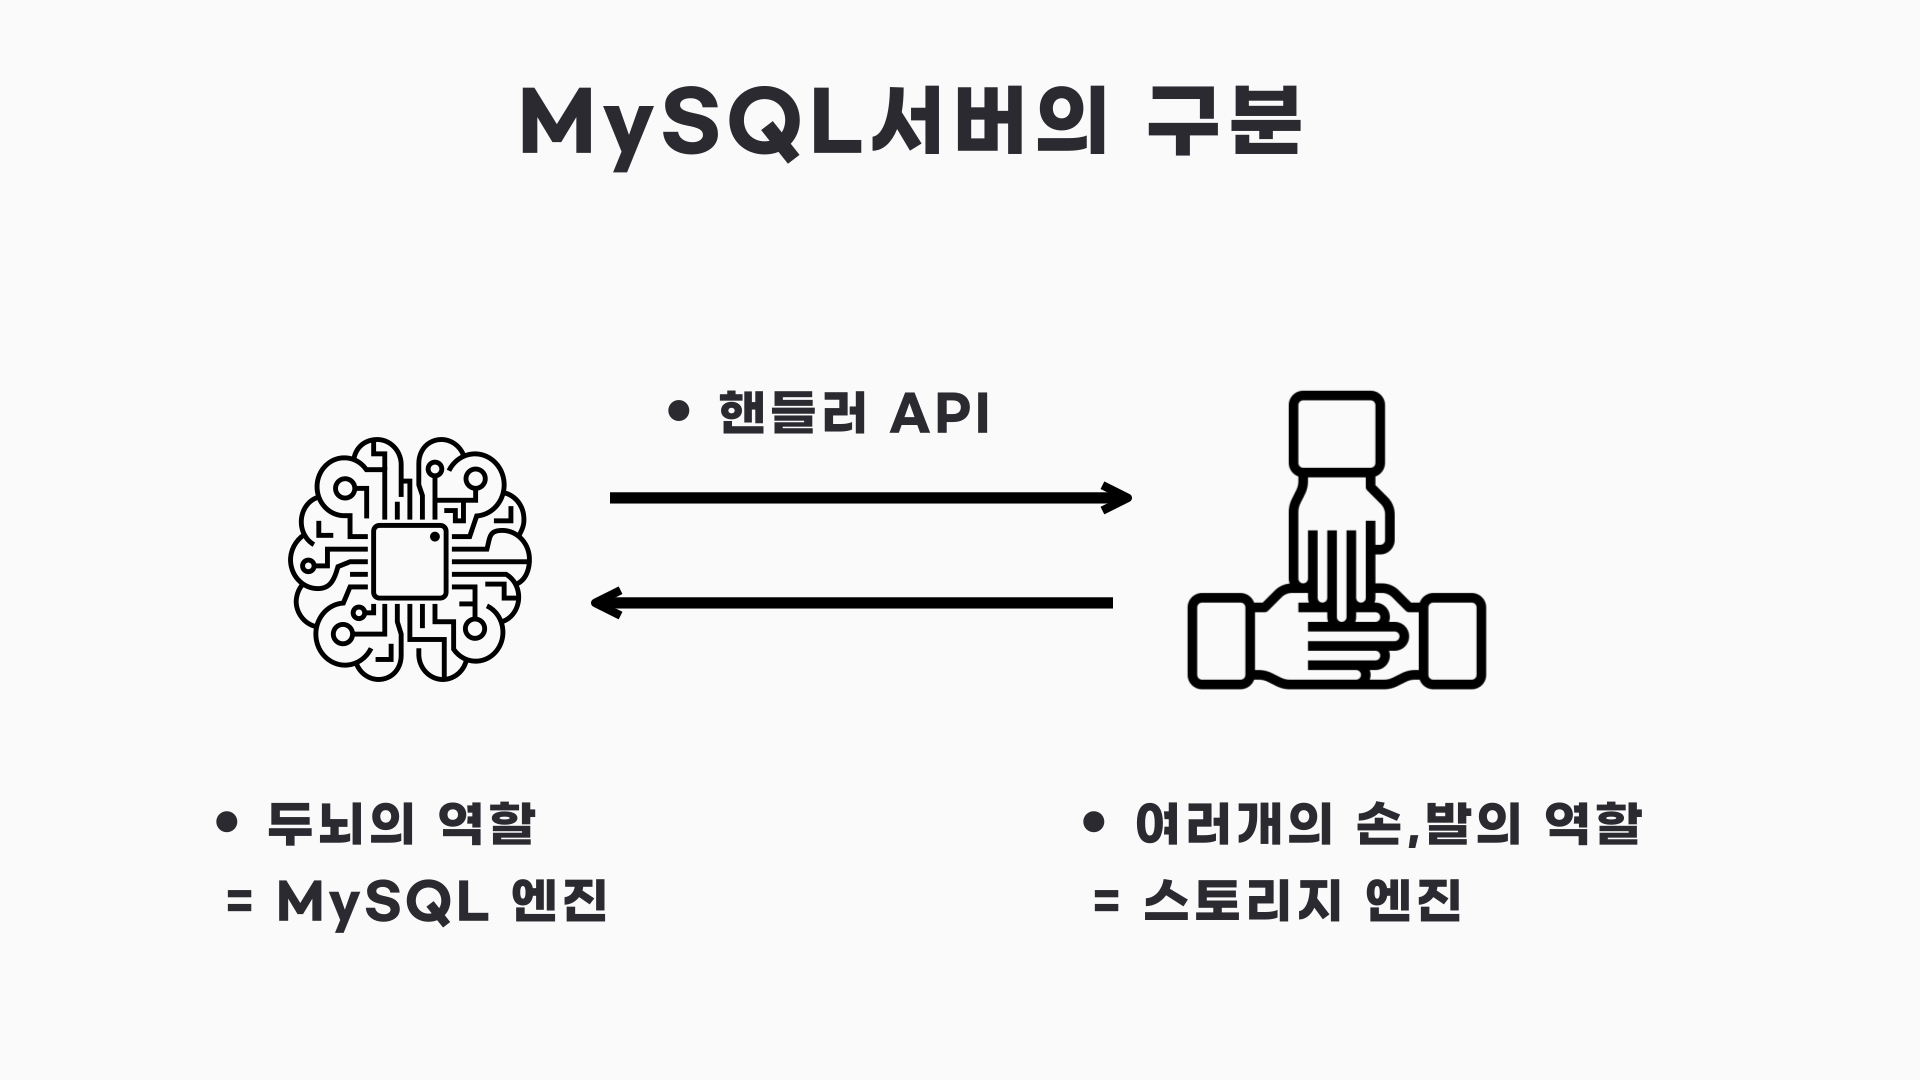 MySQL서버의 구분
• 핸들러 API
• 두뇌의 역할
= MySQL 엔진
• 여러개의 손,발의 역할
= 스토리지 엔진